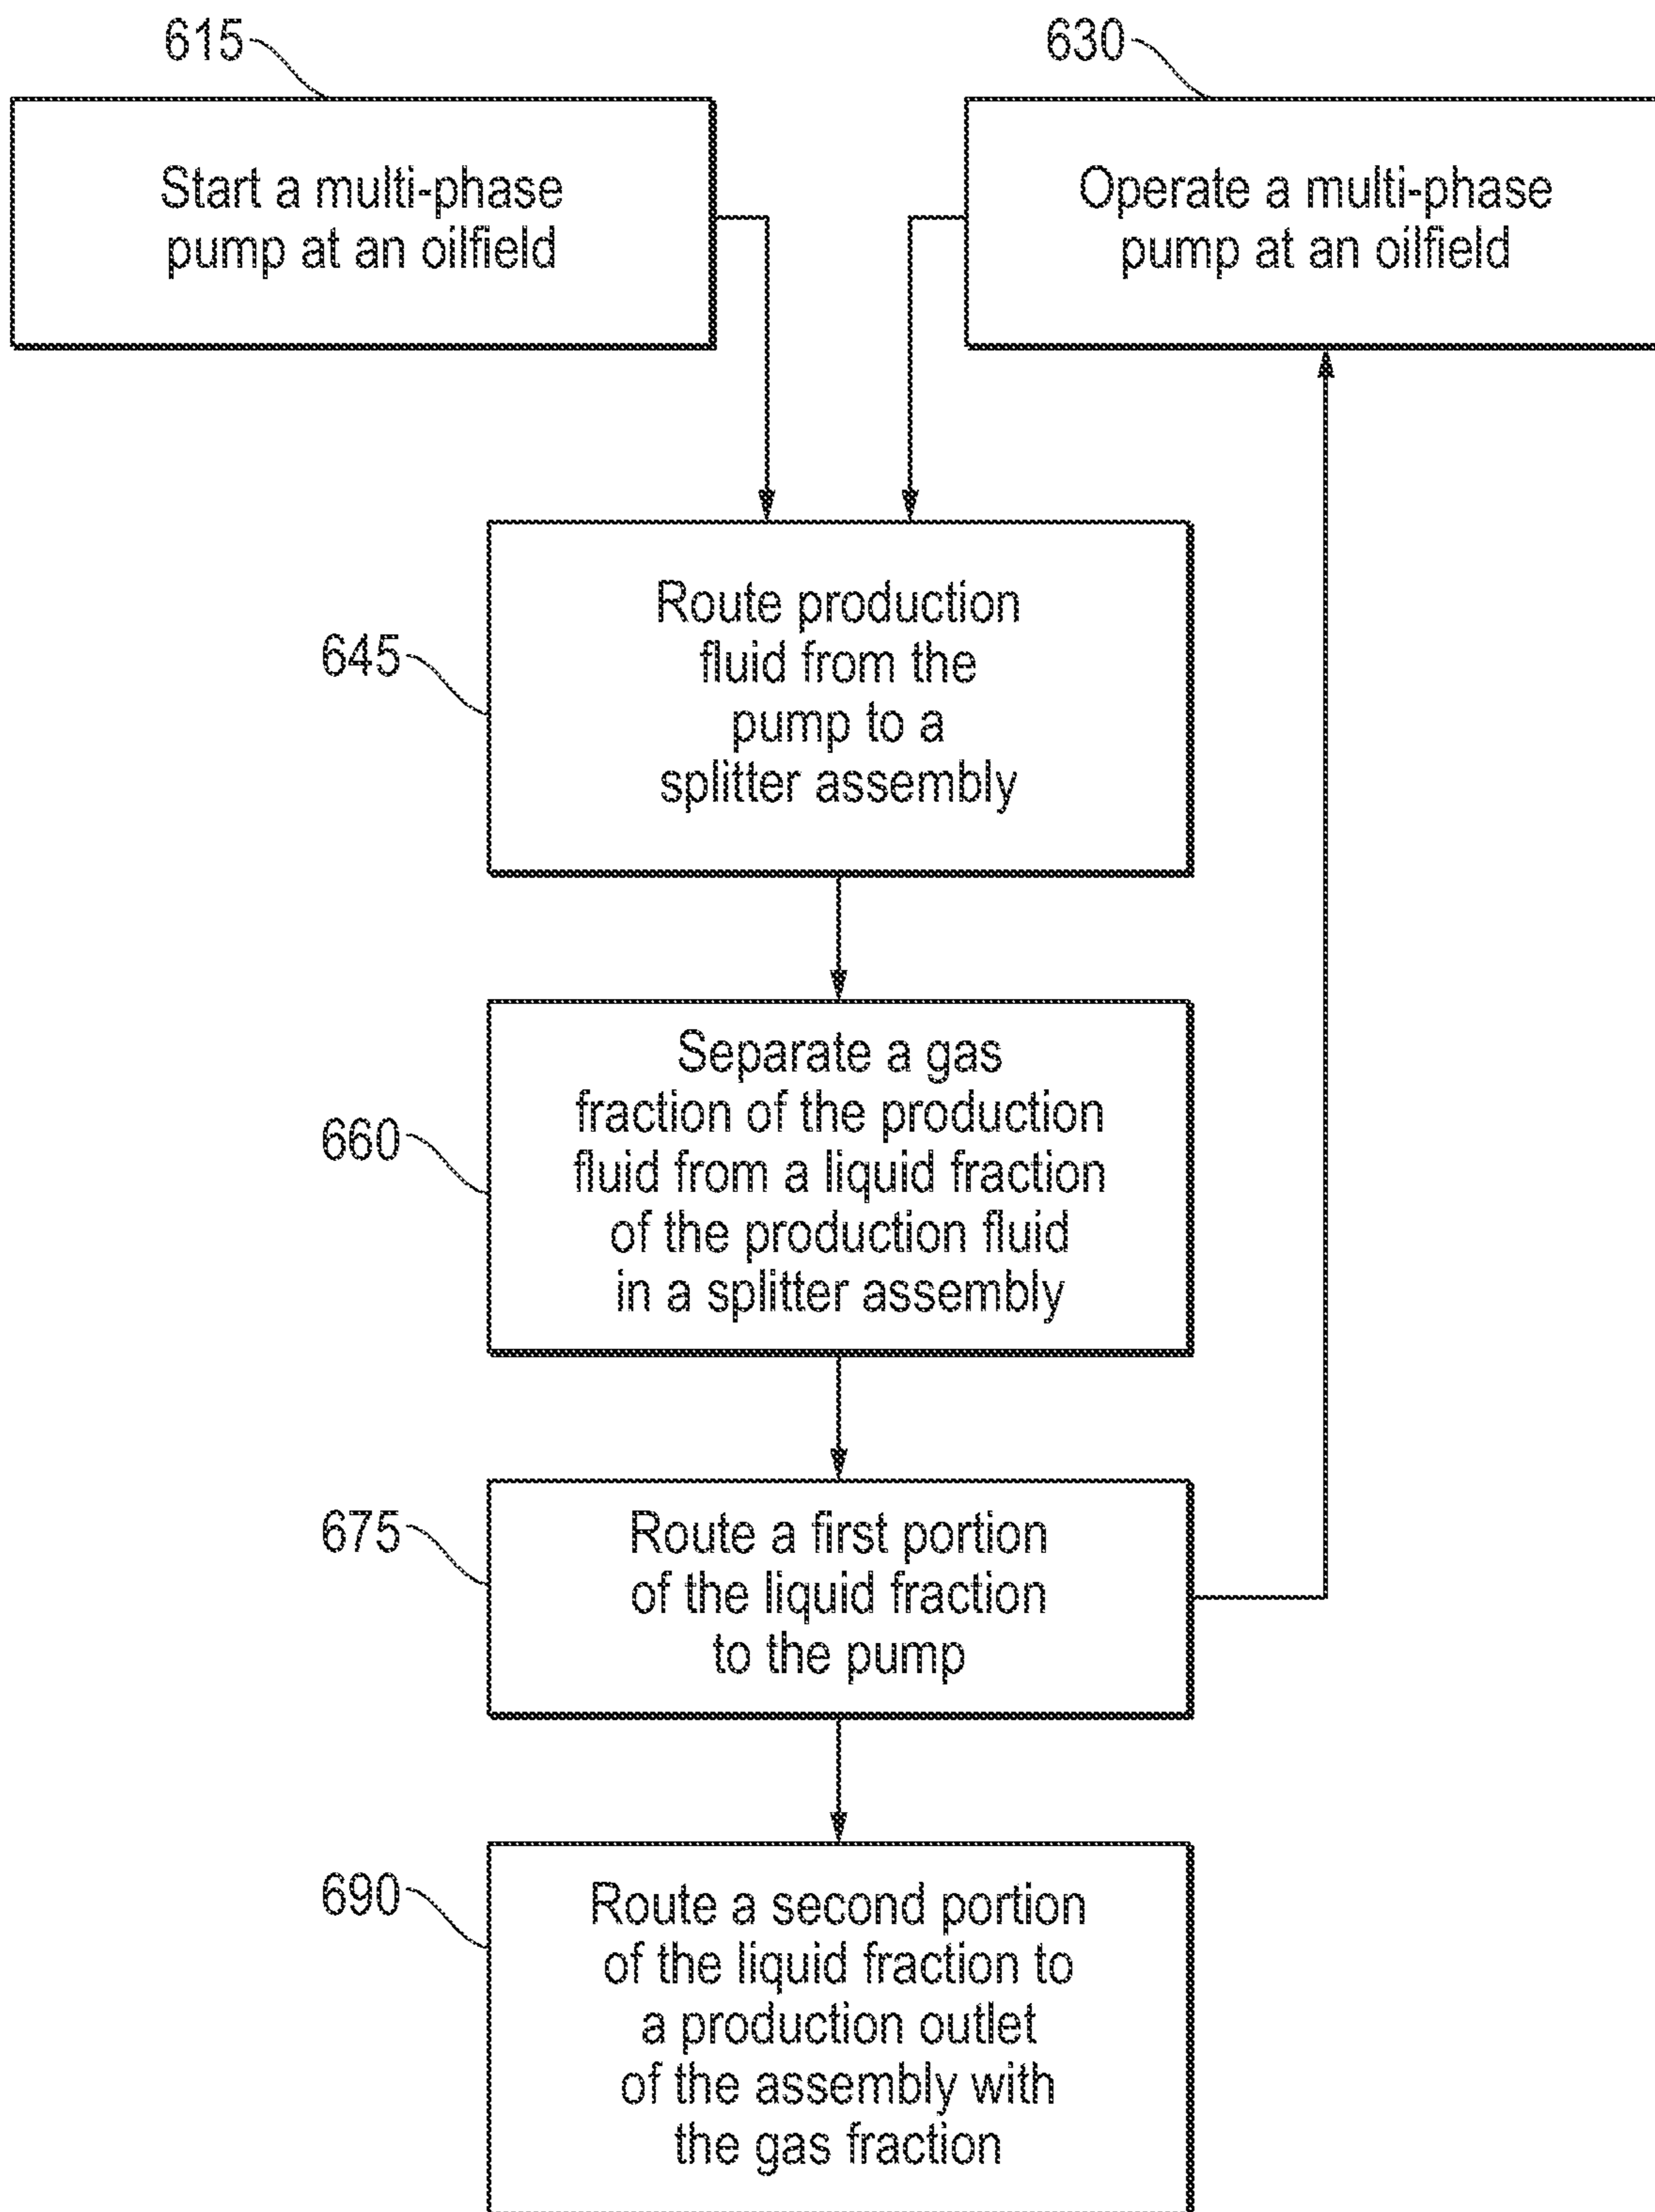 615
630
Start a multi-phase
pump at an oilfield
Operate a multi-phase
pump at an oilfield
645
Route production
fluid from the
pump to a
splitter assembly
660
Separate a gas
fraction of the production
fluid from a liquid fraction
of the production fluid
in a splitter assembly
675
Route a first portion
of the liquid fraction
to the pump
690
Route a second portion
of the liquid fraction to
a production outlet
of the assembly with
the gas fraction